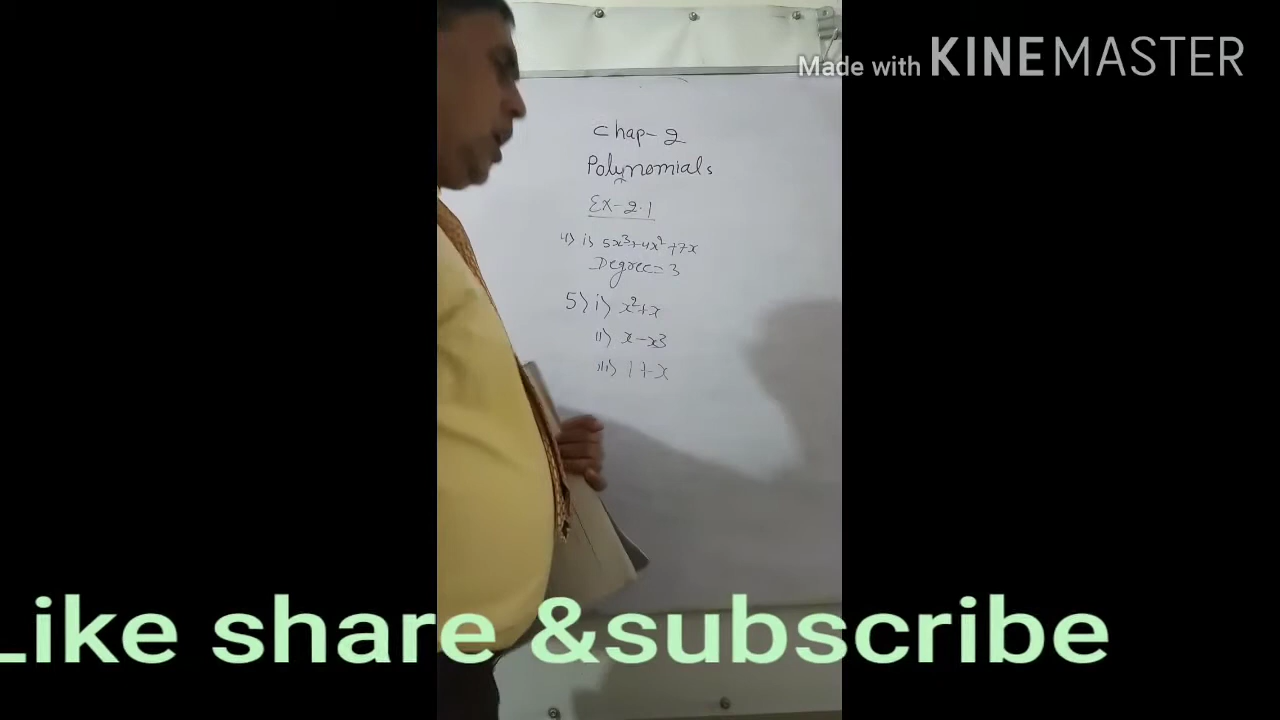 Made with KINEMASTER
Chap-2
Polynomials
Ex-2.1
4) i) 5x³+4x²+7x
Degree=3
5) i) x²+x
ii) x-x³
iii) 1+x
Like share &subscribe